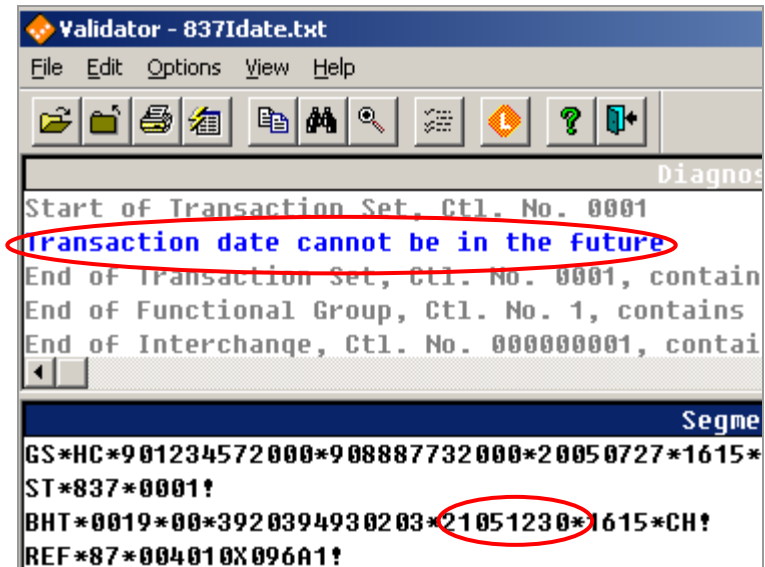 Validator - 837Idate.txt
File Edit Options View Help
L ?
Diagnos
Start of Transaction Set, Ctl. No. 0001
Transaction date cannot be in the future
End of Transaction Set, Ctl. No. 0001, contain
End of Functional Group, Ctl. No. 1, contains
End of Interchange, Ctl. No. 000000001, contai
Segme
GS*HC*901234572000*908887732000*20050727*1615*
ST*837*0001!
BHT*0019*00*3920394930203*21051230*1615*CH!
REF*87*004010X096A1!